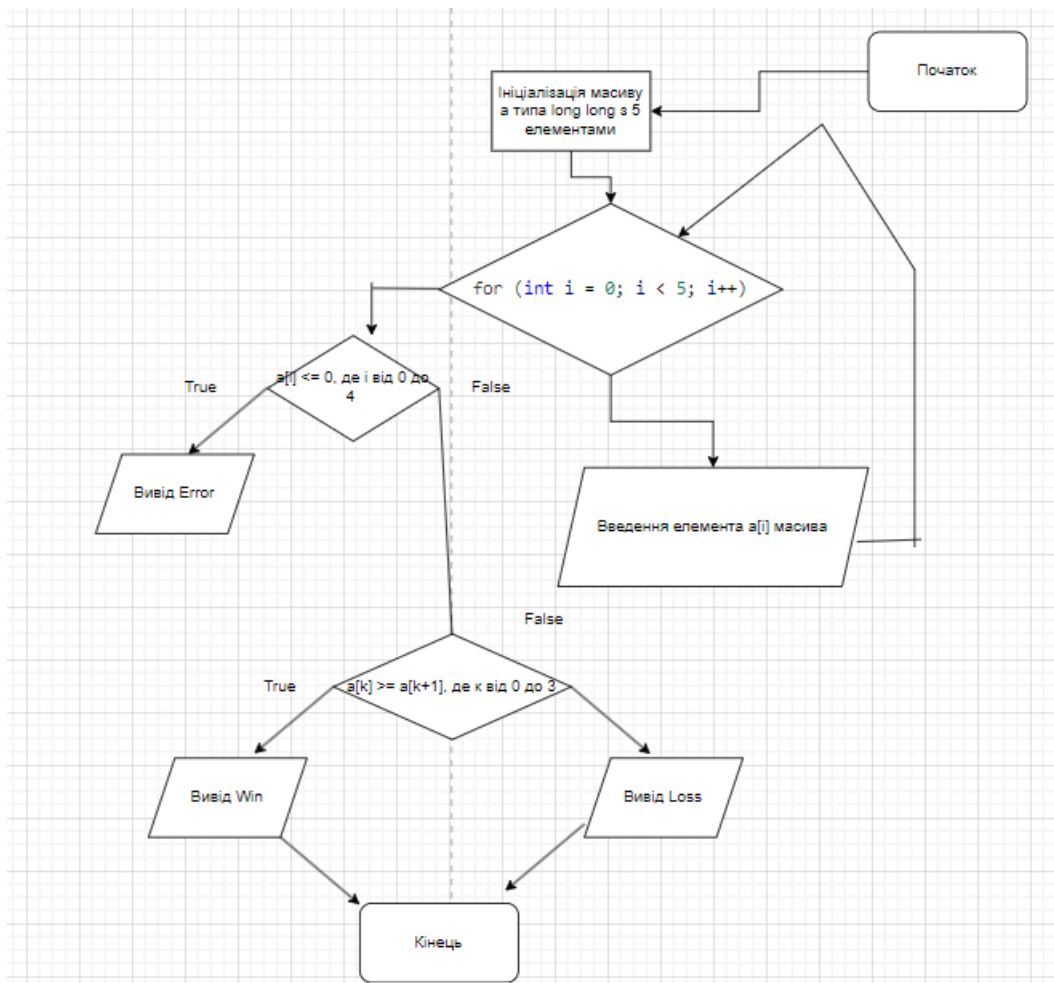 Початок
Ініціалізація масиву
а типа long long з 5
елементами
for (int i = 0; i < 5; i++)
a[i] <= 0, де і від 0 до
4
True
False
Вивід Error
Введення елемента a[i] масива
False
True
a[k] >= a[k+1], де к від 0 до 3
Вивід Win
Вивід Loss
Кінець